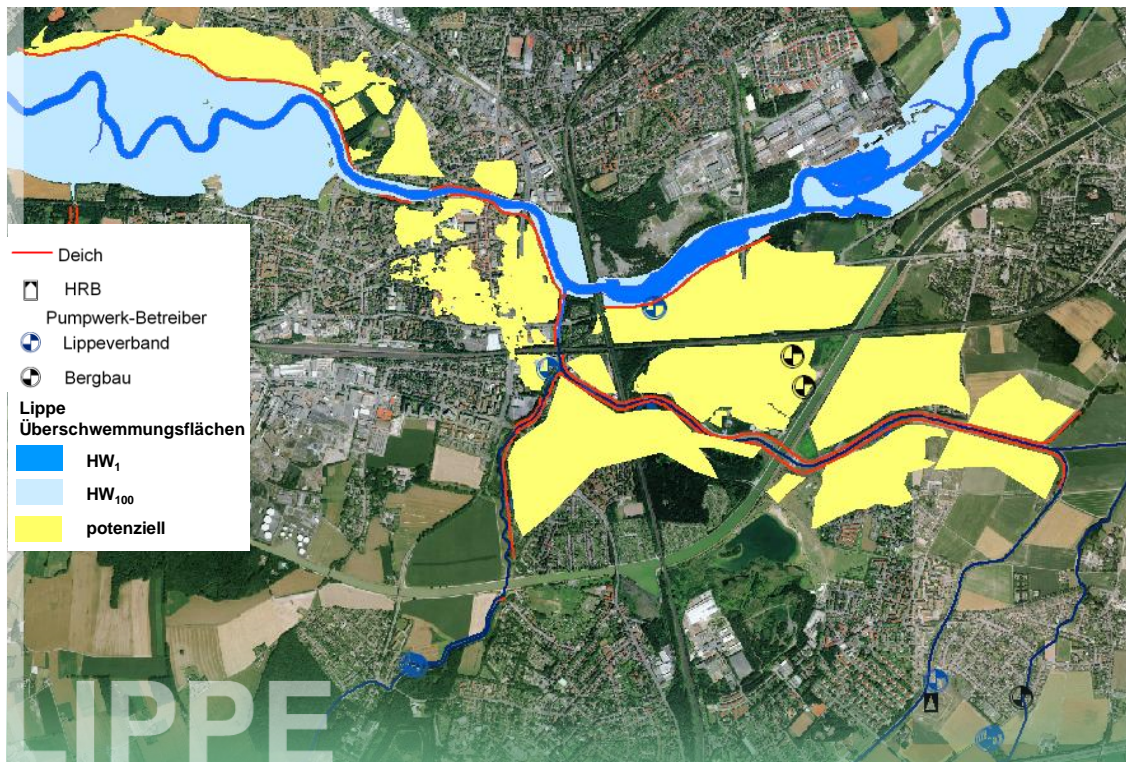 Deich
HRB
Pumpwerk-Betreiber
Lippeverband
Bergbau
Lippe
Überschwemmungsflächen
HW₁
HW₁₀₀
potenziell
LIPPE